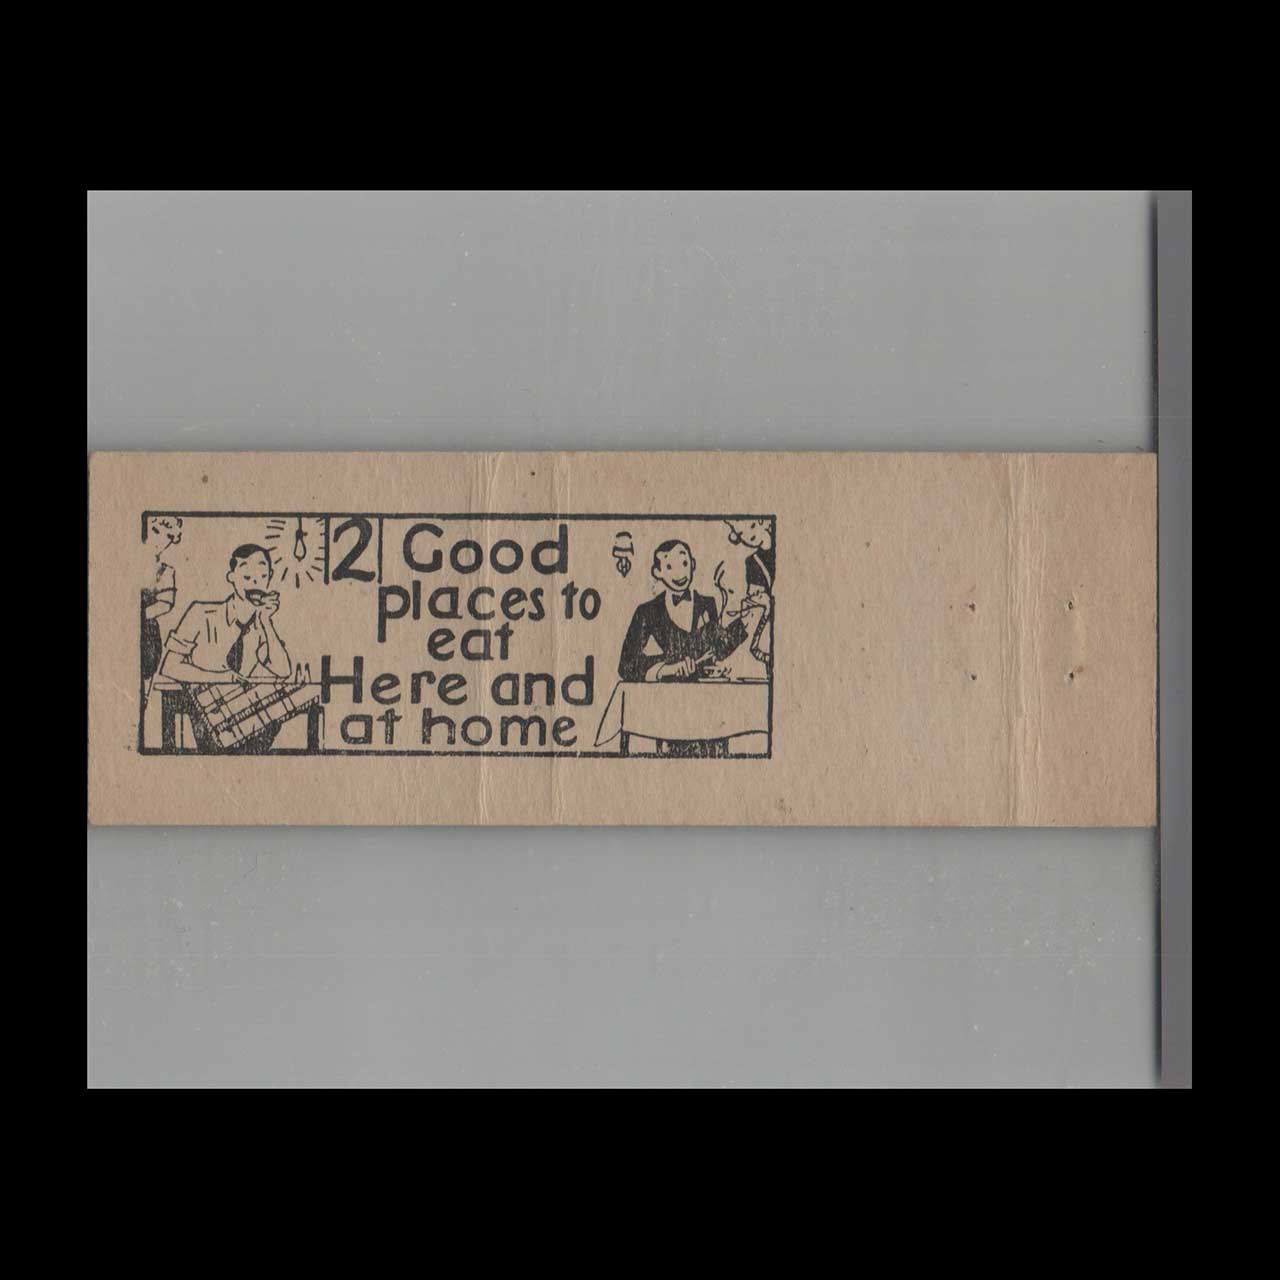 2 Good
places to
eat
Here and
at home